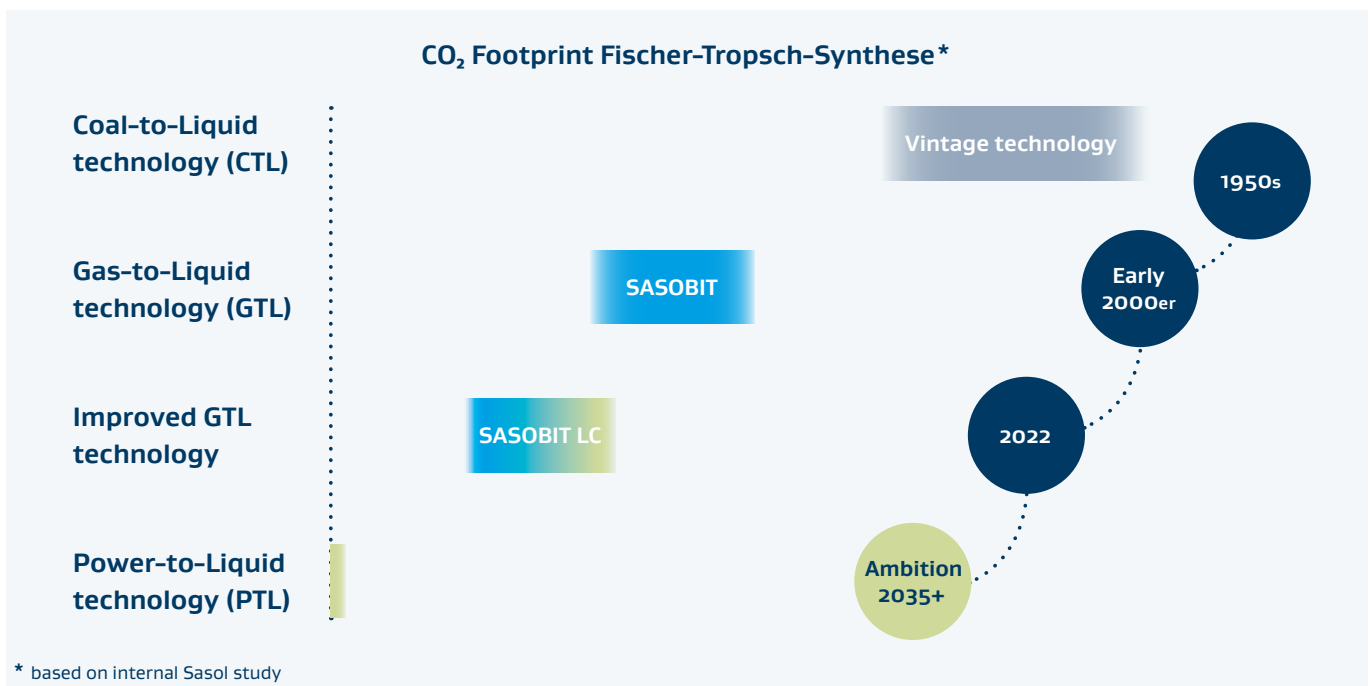 CO₂ Footprint Fischer-Tropsch-Synthese*
Coal-to-Liquid
technology (CTL)
Vintage technology
1950s
Gas-to-Liquid
technology (GTL)
SASOBIT
Early
2000er
Improved GTL
technology
SASOBIT LC
2022
Power-to-Liquid
technology (PTL)
Ambition
2035+
* based on internal Sasol study